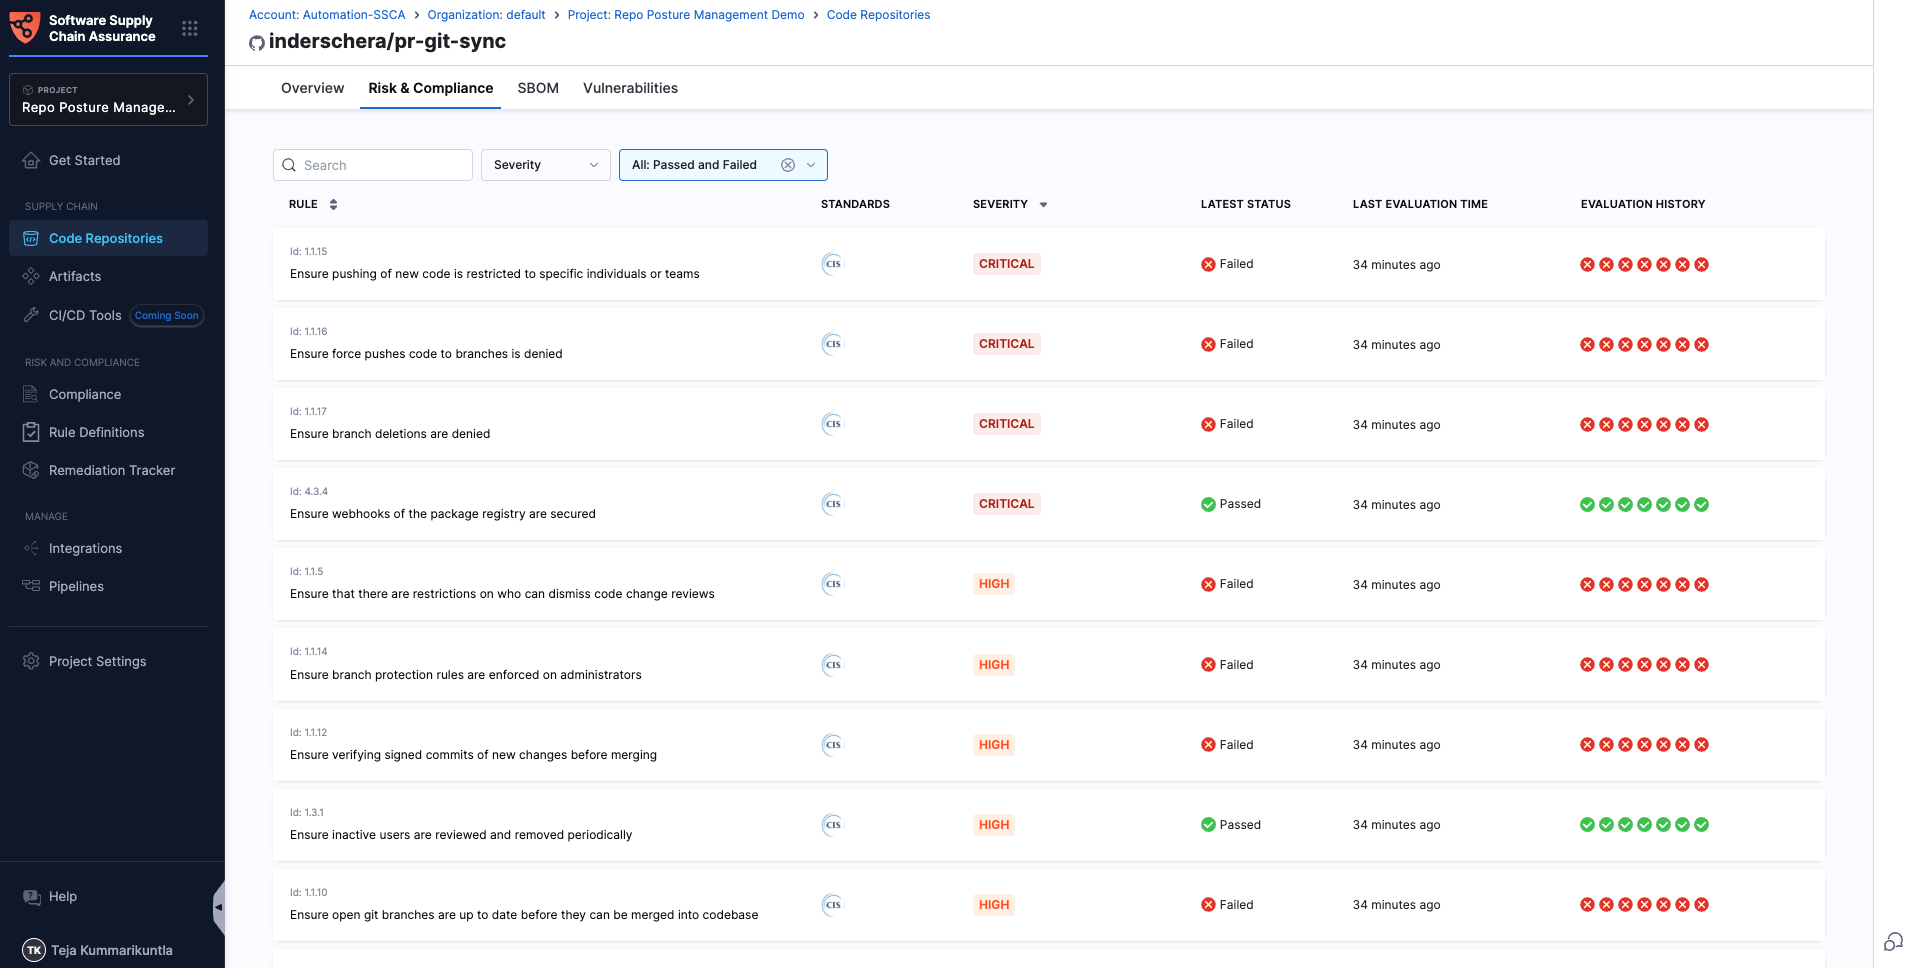 Software Supply
Chain Assurance
PROJECT
Repo Posture Manage...
Get Started
SUPPLY CHAIN
Code Repositories
Artifacts
CI/CD Tools Coming Soon
RISK AND COMPLIANCE
Compliance
Rule Definitions
Remediation Tracker
MANAGE
Integrations
Pipelines
Project Settings
Help
TK Teja Kummarikuntla
Account: Automation-SSCA > Organization: default > Project: Repo Posture Management Demo > Code Repositories
inderschera/pr-git-sync
Overview Risk & Compliance SBOM Vulnerabilities
Search Severity All: Passed and Failed
RULE STANDARDS SEVERITY LATEST STATUS LAST EVALUATION TIME EVALUATION HISTORY
Id: 1.1.15
Ensure pushing of new code is restricted to specific individuals or teams
CIS CRITICAL Failed 34 minutes ago
Id: 1.1.16
Ensure force pushes code to branches is denied
CIS CRITICAL Failed 34 minutes ago
Id: 1.1.17
Ensure branch deletions are denied
CIS CRITICAL Failed 34 minutes ago
Id: 4.3.4
Ensure webhooks of the package registry are secured
CIS CRITICAL Passed 34 minutes ago
Id: 1.1.5
Ensure that there are restrictions on who can dismiss code change reviews
CIS HIGH Failed 34 minutes ago
Id: 1.1.14
Ensure branch protection rules are enforced on administrators
CIS HIGH Failed 34 minutes ago
Id: 1.1.12
Ensure verifying signed commits of new changes before merging
CIS HIGH Failed 34 minutes ago
Id: 1.3.1
Ensure inactive users are reviewed and removed periodically
CIS HIGH Passed 34 minutes ago
Id: 1.1.10
Ensure open git branches are up to date before they can be merged into codebase
CIS HIGH Failed 34 minutes ago